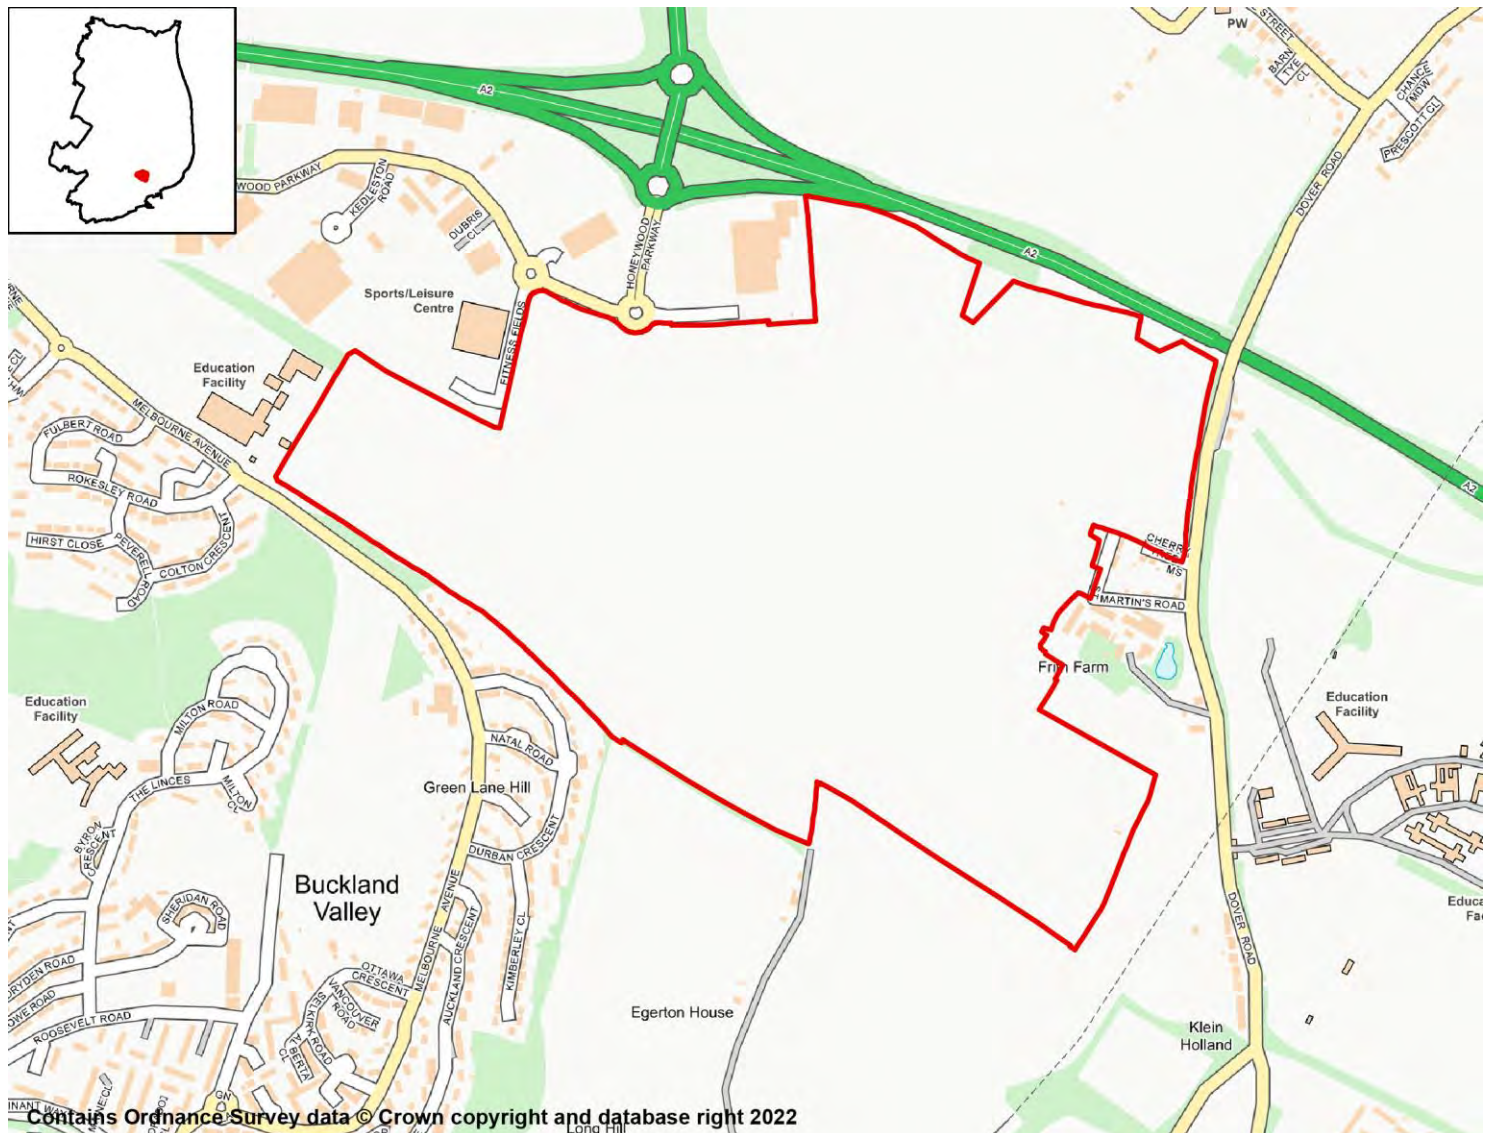 PW
STREET
BARN
TYE
CL
CHANCE
MDW
PRESCOTT CL
A2
WOOD PARKWAY
KEDLESTON
ROAD
DUBRIS
CL
HONEYWOOD
PARKWAY
DOVER ROAD
A2
Sports/Leisure
Centre
FITNESS FIELDS
Education
Facility
MELBOURNE AVENUE
FULBERT ROAD
ROKESLEY ROAD
HIRST CLOSE
PEVERELL
ROAD
COLTON CRESCENT
A2
CHERRY
TREE
MS
MARTIN'S ROAD
Farm
Education
Facility
MILTON ROAD
THE LINCES
MILTON
CL
NATAL ROAD
Green Lane Hill
DURBAN CRESCENT
BYRON
CRESCENT
Education
Facility
Buckland
Valley
SHERIDAN ROAD
MELBOURNE AVENUE
AUCKLAND CRESCENT
KIMBERLEY CL
DOVER ROAD
OTTAWA
CRESCENT
VANCOUVER
ROAD
SELKIRK ROAD
ALBERTA
CL
DRYDEN ROAD
ROOSEVELT ROAD
Egerton House
Klein
Holland
Contains Ordnance Survey data © Crown copyright and database right 2022
Long Hill